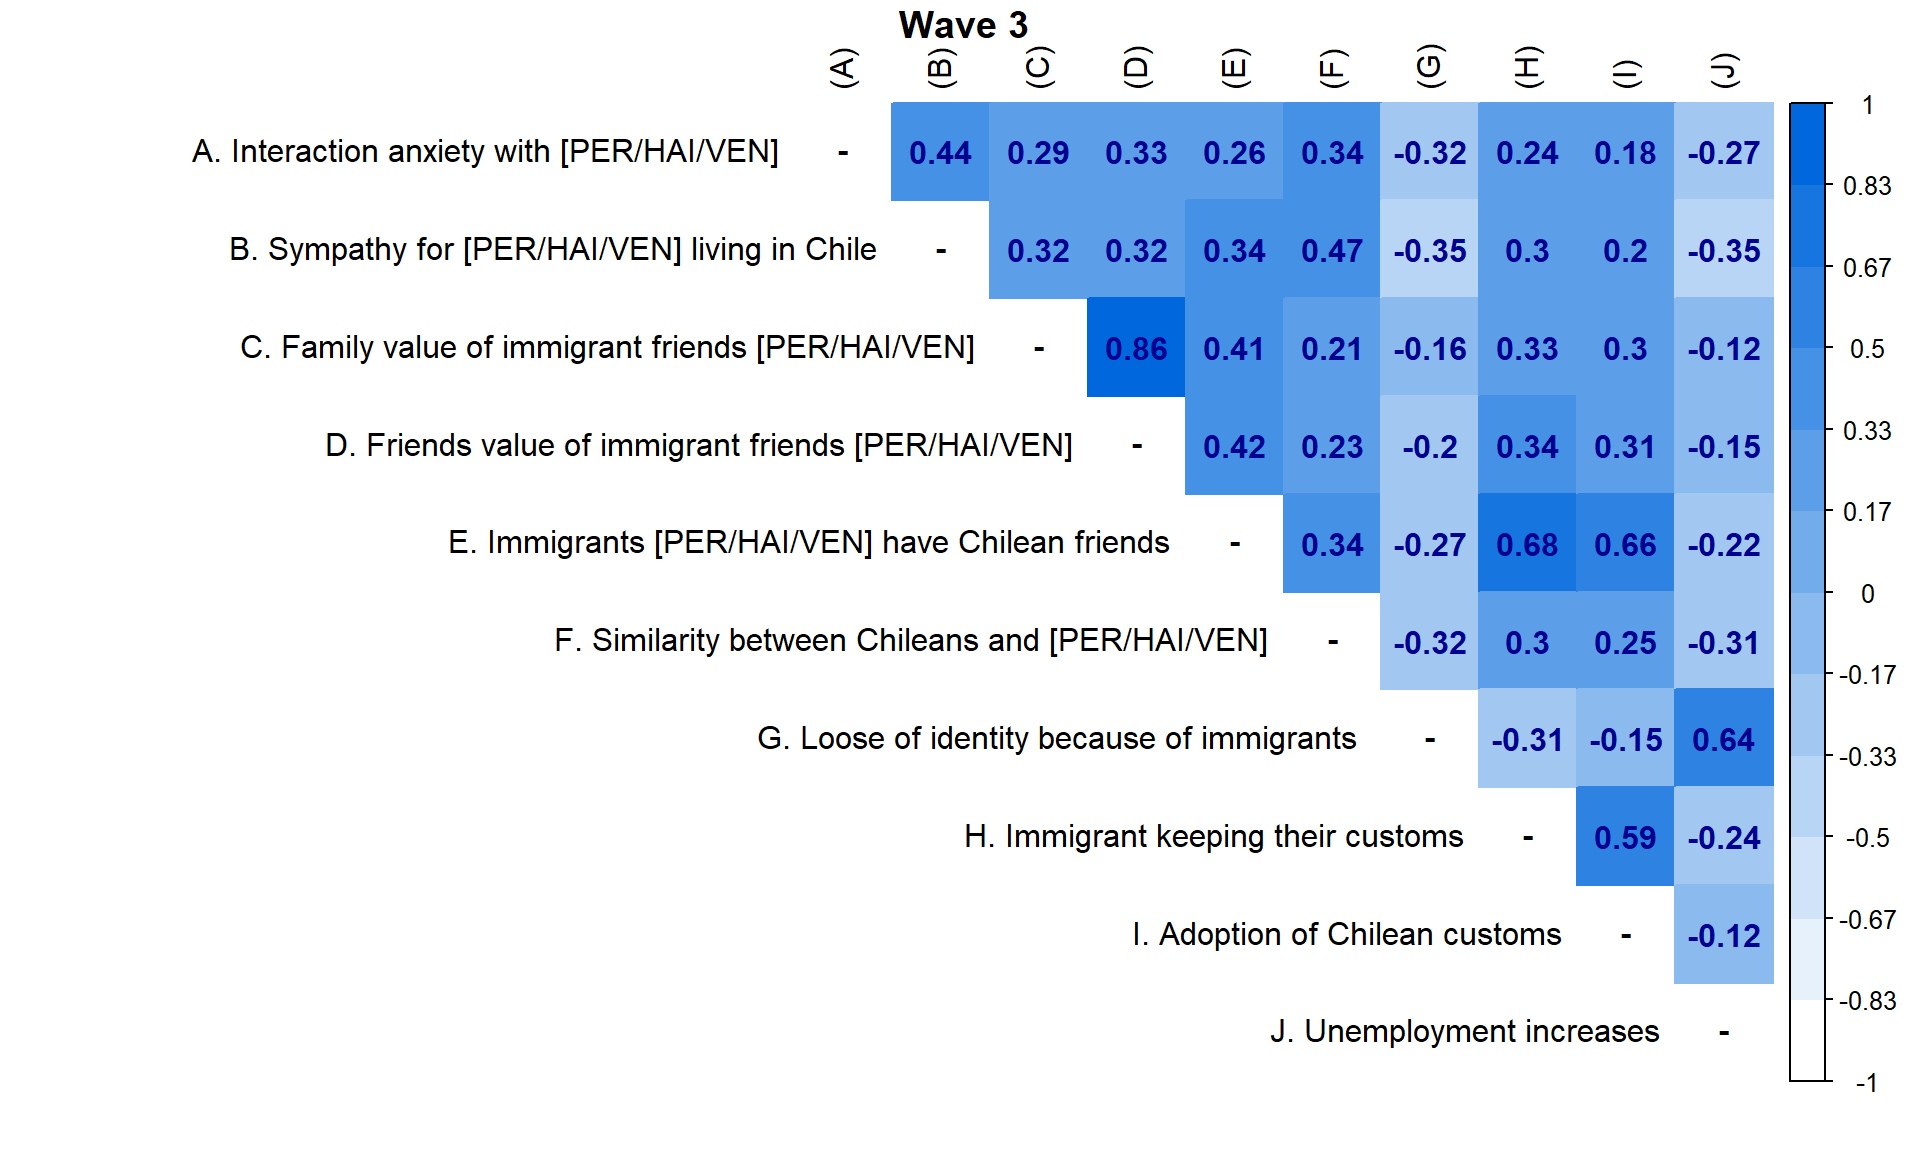 Wave 3
(A) (B) (C) (D) (E) (F) (G) (H) (I) (J)
A. Interaction anxiety with [PER/HAI/VEN] - 0.44 0.29 0.33 0.26 0.34 -0.32 0.24 0.18 -0.27
B. Sympathy for [PER/HAI/VEN] living in Chile - 0.32 0.32 0.34 0.47 -0.35 0.3 0.2 -0.35
C. Family value of immigrant friends [PER/HAI/VEN] - 0.86 0.41 0.21 -0.16 0.33 0.3 -0.12
D. Friends value of immigrant friends [PER/HAI/VEN] - 0.42 0.23 -0.2 0.34 0.31 -0.15
E. Immigrants [PER/HAI/VEN] have Chilean friends - 0.34 -0.27 0.68 0.66 -0.22
F. Similarity between Chileans and [PER/HAI/VEN] - -0.32 0.3 0.25 -0.31
G. Loose of identity because of immigrants - -0.31 -0.15 0.64
H. Immigrant keeping their customs - 0.59 -0.24
I. Adoption of Chilean customs - -0.12
J. Unemployment increases -
1
0.83
0.67
0.5
0.33
0.17
0
-0.17
-0.33
-0.5
-0.67
-0.83
-1